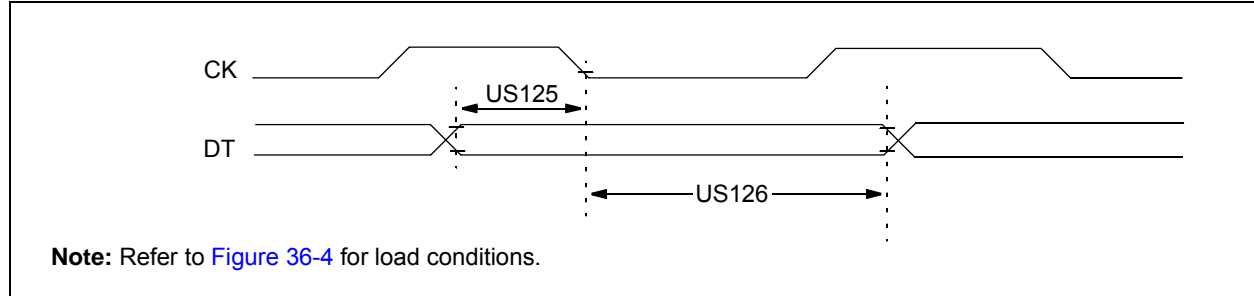 CK
US125
DT
US126
Note: Refer to Figure 36-4 for load conditions.